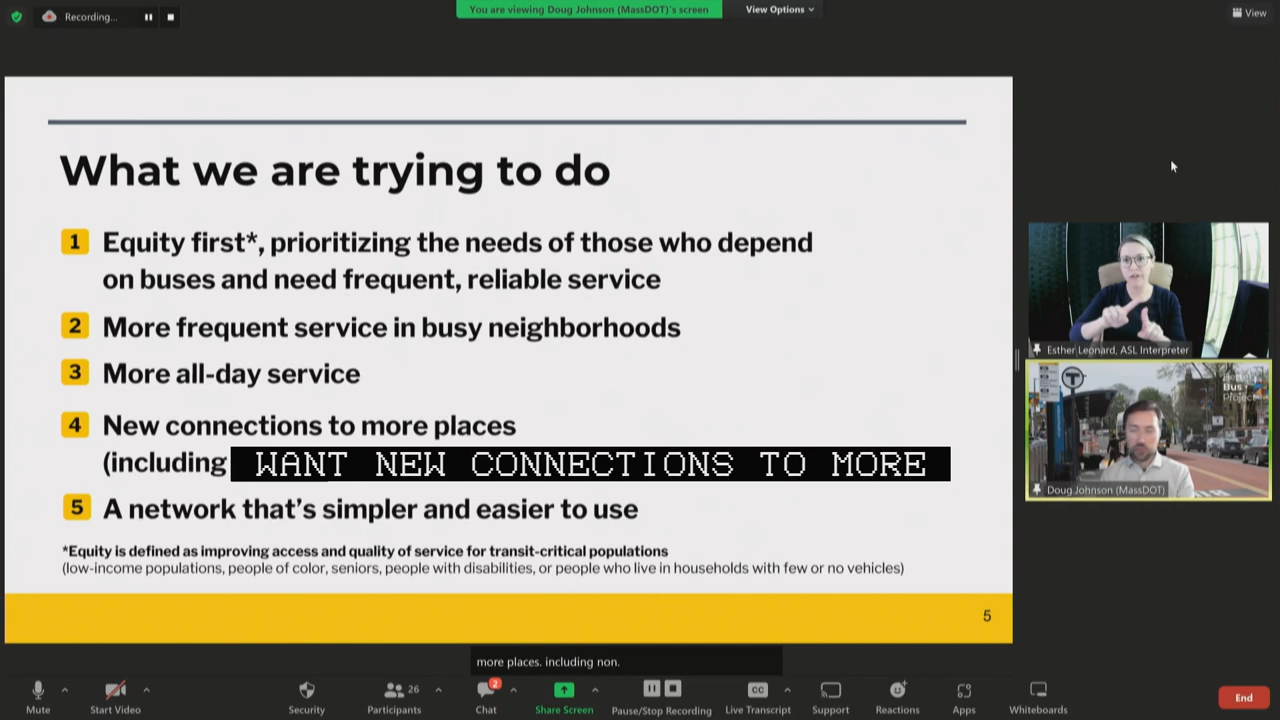 Recording...
You are viewing Doug Johnson (MassDOT)'s screen
View Options
View
What we are trying to do
1 Equity first*, prioritizing the needs of those who depend
on buses and need frequent, reliable service
2 More frequent service in busy neighborhoods
3 More all-day service
4 New connections to more places
(including
WANT NEW CONNECTIONS TO MORE
5 A network that's simpler and easier to use
*Equity is defined as improving access and quality of service for transit-critical populations
(low-income populations, people of color, seniors, people with disabilities, or people who live in households with few or no vehicles)
5
Esther Leonard, ASL Interpreter
T
Bus
Project
Doug Johnson (MassDOT)
more places. including non.
Mute
Start Video
Security
26
Participants
2
Chat
Share Screen
Pause/Stop Recording
CC
Live Transcript
Support
Reactions
Apps
Whiteboards
End